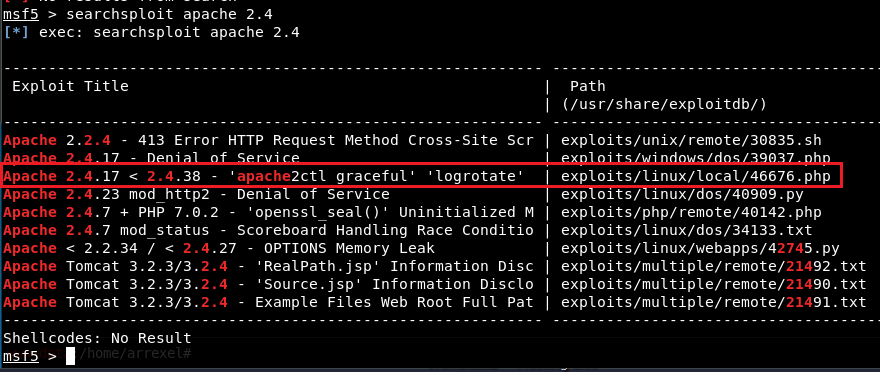 msf5 > searchsploit apache 2.4
[*] exec: searchsploit apache 2.4
------------------------------------------------------------ ------------------------------------
Exploit Title | Path
| (/usr/share/exploitdb/)
------------------------------------------------------------ ------------------------------------
Apache 2.2.4 - 413 Error HTTP Request Method Cross-Site Scr | exploits/unix/remote/30835.sh
Apache 2.4.17 - Denial of Service | exploits/windows/dos/39037.php
Apache 2.4.17 < 2.4.38 - 'apache2ctl graceful' 'logrotate' | exploits/linux/local/46676.php
Apache 2.4.23 mod_http2 - Denial of Service | exploits/linux/dos/40909.py
Apache 2.4.7 + PHP 7.0.2 - 'openssl_seal()' Uninitialized M | exploits/php/remote/40142.php
Apache 2.4.7 mod_status - Scoreboard Handling Race Conditio | exploits/linux/dos/34133.txt
Apache < 2.2.34 / < 2.4.27 - OPTIONS Memory Leak | exploits/linux/webapps/42745.py
Apache Tomcat 3.2.3/3.2.4 - 'RealPath.jsp' Information Disc | exploits/multiple/remote/21492.txt
Apache Tomcat 3.2.3/3.2.4 - 'Source.jsp' Information Disclo | exploits/multiple/remote/21490.txt
Apache Tomcat 3.2.3/3.2.4 - Example Files Web Root Full Pat | exploits/multiple/remote/21491.txt
------------------------------------------------------------ ------------------------------------
Shellcodes: No Result
msf5 > /home/arrexel#